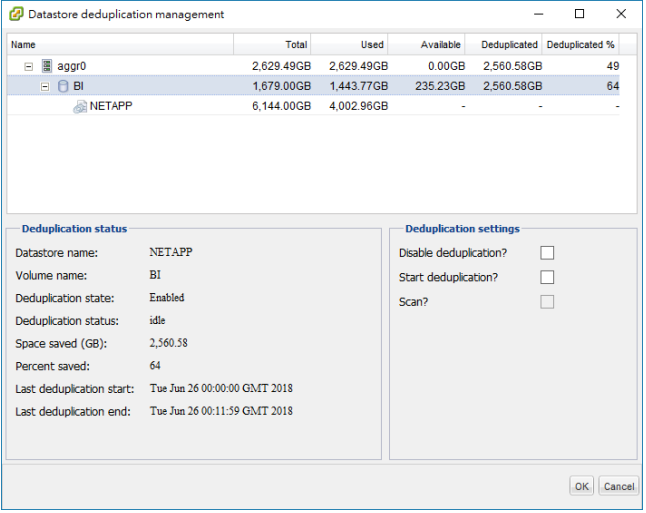 Datastore deduplication management
Name Total Used Available Deduplicated Deduplicated %
aggr0 2,629.49GB 2,629.49GB 0.00GB 2,560.58GB 49
BI 1,679.00GB 1,443.77GB 235.23GB 2,560.58GB 64
NETAPP 6,144.00GB 4,002.96GB - - -
Deduplication status
Datastore name: NETAPP
Volume name: BI
Deduplication state: Enabled
Deduplication status: idle
Space saved (GB): 2,560.58
Percent saved: 64
Last deduplication start: Tue Jun 26 00:00:00 GMT 2018
Last deduplication end: Tue Jun 26 00:11:59 GMT 2018
Deduplication settings
Disable deduplication?
Start deduplication?
Scan?
OK Cancel